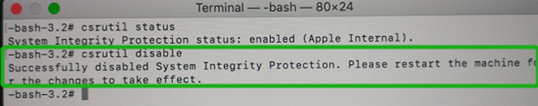 Terminal — -bash — 80×24
-bash-3.2# csrutil status
System Integrity Protection status: enabled (Apple Internal).
-bash-3.2# csrutil disable
Successfully disabled System Integrity Protection. Please restart the machine fo
r the changes to take effect.
-bash-3.2#